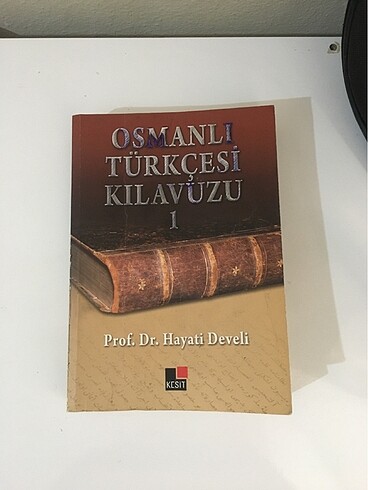 OSMANLI
TÜRKÇESİ
KILAVUZU
1
Prof. Dr. Hayati Develi
KESİT